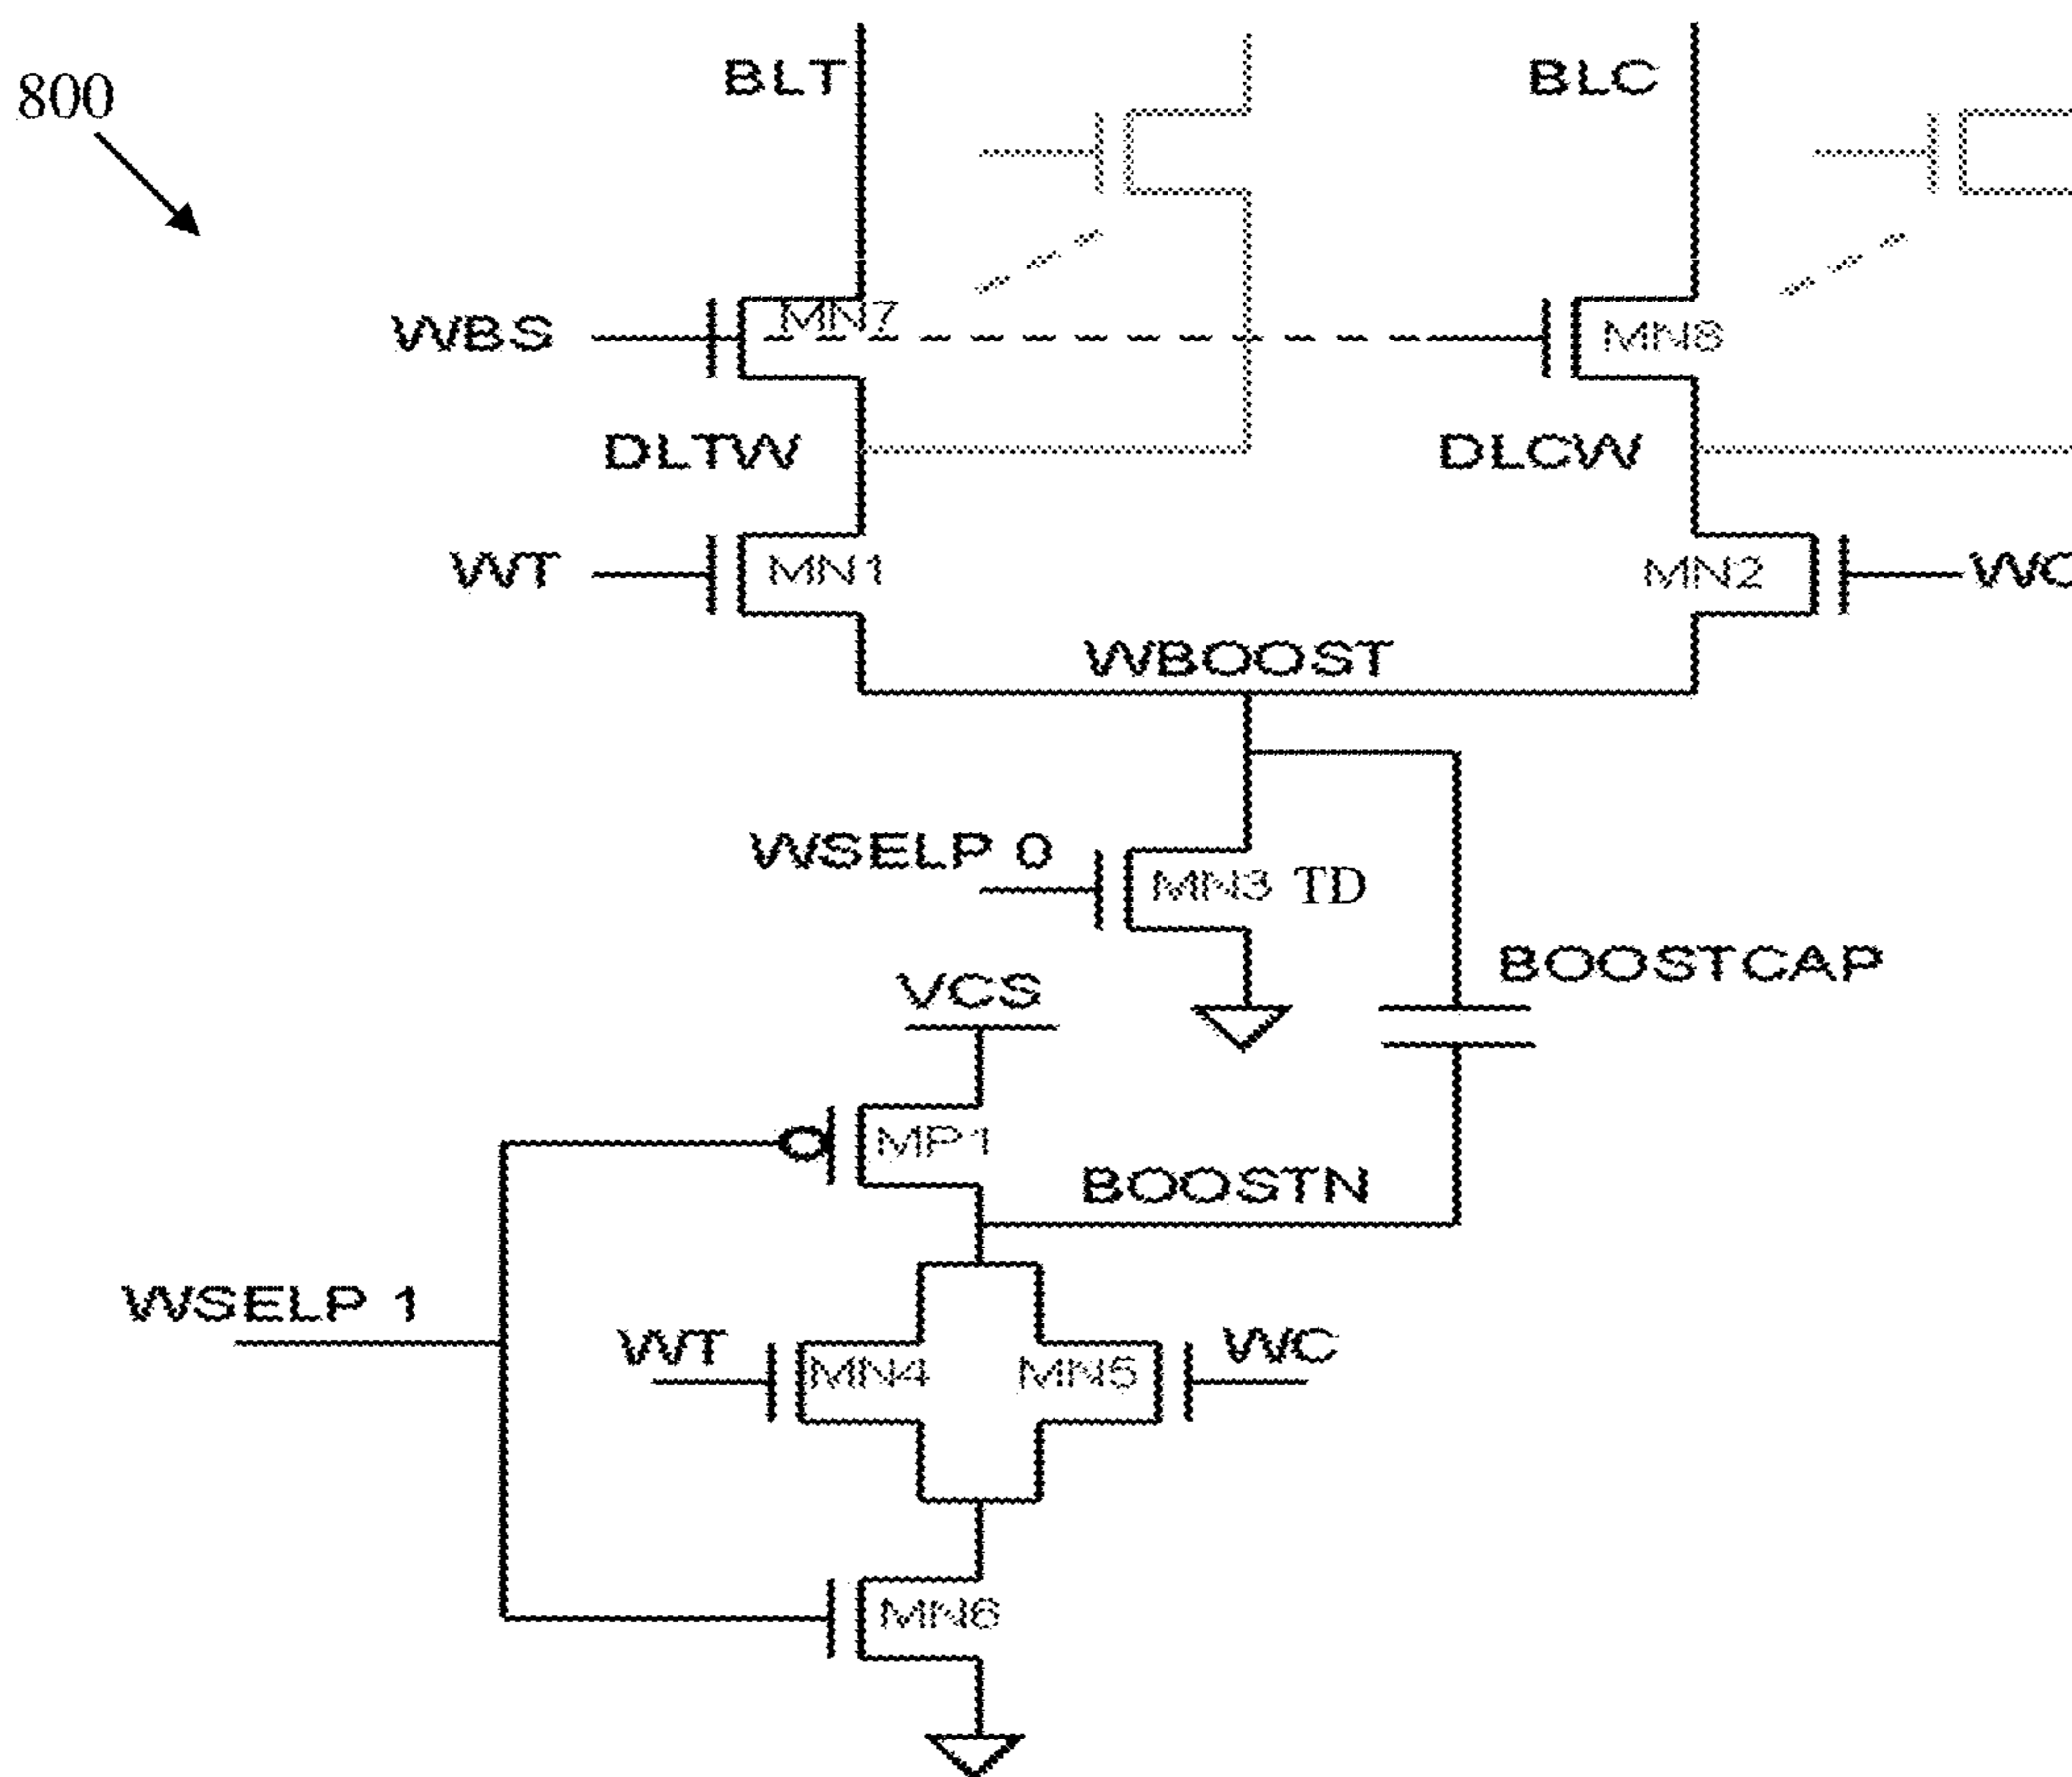 800
BLT
BLC
WBS
MN7
MN8
DLTW
DLCW
WT
MN1
MN2
WC
WBOOST
WSELP 0
MN3 TD
BOOSTCAP
VCS
MP1
BOOSTN
WSELP 1
WT
MN4
MN5
WC
MN6